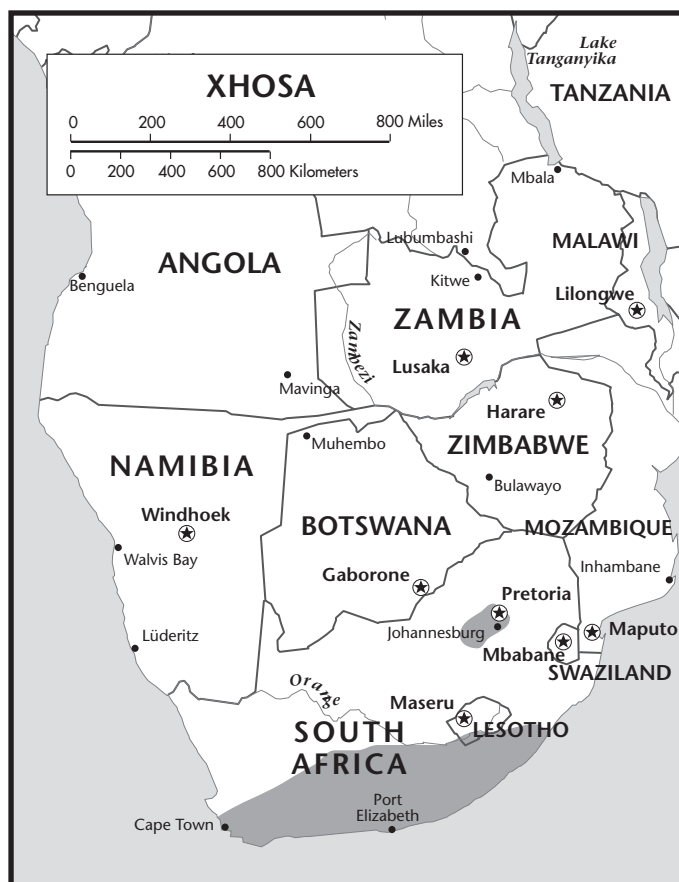 Lake
Tanganyika
TANZANIA
XHOSA
0 200 400 600 800 Miles
0 200 400 600 800 Kilometers
Mbala
Lubumbashi
MALAWI
ANGOLA
Benguela
Kitwe
Lilongwe
ZAMBIA
Zambezi
Lusaka
Mavinga
Harare
Muhembo
ZIMBABWE
NAMIBIA
Bulawayo
Windhoek
BOTSWANA
MOZAMBIQUE
Walvis Bay
Inhambane
Gaborone
Pretoria
Johannesburg
Maputo
Lüderitz
Mbabane
SWAZILAND
Orange
Maseru
SOUTH
AFRICA
LESOTHO
Port
Elizabeth
Cape Town